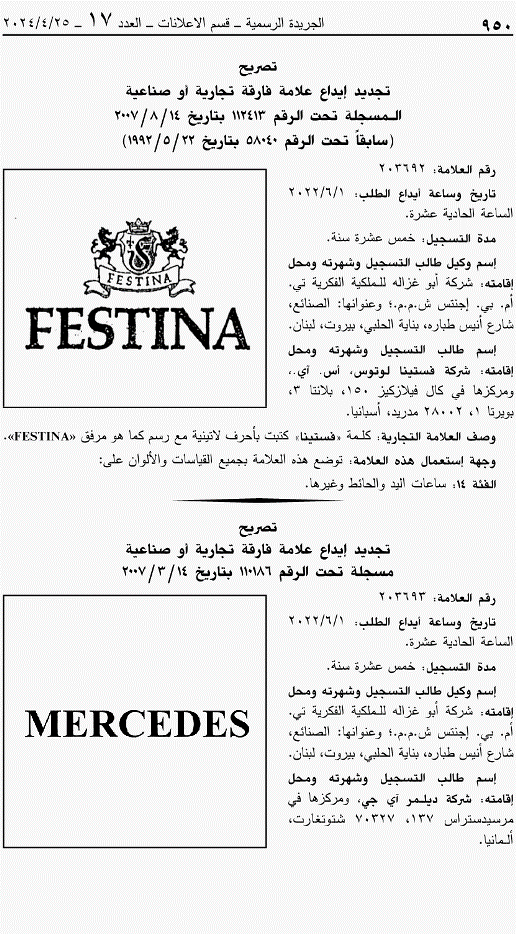 ٩٥٠ الجريدة الرسمية ــ قسم الاعلانات ــ العدد ١٧ ــ ٢٠٢٤/٤/٢٥
تصريح
تجديد إيداع علامة فارقة تجارية أو صناعية
المسجلة تحت الرقم ١١٢٤١٣ بتاريخ ٢٠٠٧/٨/١٤
(سابقاً تحت الرقم ٥٨٠٤٠ بتاريخ ١٩٩٢/٥/٢٢)
رقم العلامة: ٢٠٣٦٩٢
تاريخ وساعة أيداع الطلب: ٢٠٢٢/٦/١
الساعة الحادية عشرة.
مدة التسجيل: خمس عشرة سنة.
إسم وكيل طالب التسجيل وشهرته ومحل
إقامته: شركة أبو غزاله للملكية الفكرية تي.
أم. بي. إجنتس ش.م.م.؛ وعنوانها: الصنائع،
شارع أنيس طباره، بناية الحلبي، بيروت، لبنان.
إسم طالب التسجيل وشهرته ومحل
إقامته: شركة فستينا لوتوس، أس. آي.،
ومركزها في كال فيلازكيز ١٥٠، بلانتا ٣،
بويرتا ١، ٢٨٠٠٢ مدريد، أسبانيا.
FESTINA
FESTINA
وصف العلامة التجارية: كلمة «فستينا» كتبت بأحرف لاتينية مع رسم كما هو مرفق «FESTINA».
وجهة إستعمال هذه العلامة: توضع هذه العلامة بجميع القياسات والألوان على:
الفئة ١٤: ساعات اليد والحائط وغيرها.
تصريح
تجديد إيداع علامة فارقة تجارية أو صناعية
مسجلة تحت الرقم ١١٠١٨٦ بتاريخ ٢٠٠٧/٣/١٤
رقم العلامة: ٢٠٣٦٩٣
تاريخ وساعة أيداع الطلب: ٢٠٢٢/٦/١
الساعة الحادية عشرة.
مدة التسجيل: خمس عشرة سنة.
إسم وكيل طالب التسجيل وشهرته ومحل
إقامته: شركة أبو غزاله للملكية الفكرية تي.
أم. بي. إجنتس ش.م.م.؛ وعنوانها: الصنائع،
شارع أنيس طباره، بناية الحلبي، بيروت، لبنان.
إسم طالب التسجيل وشهرته ومحل
إقامته: شركة ديلمر آي جي، ومركزها في
مرسيدستراس ١٣٧، ٧٠٣٢٧ شتوتغارت،
ألمانيا.
MERCEDES